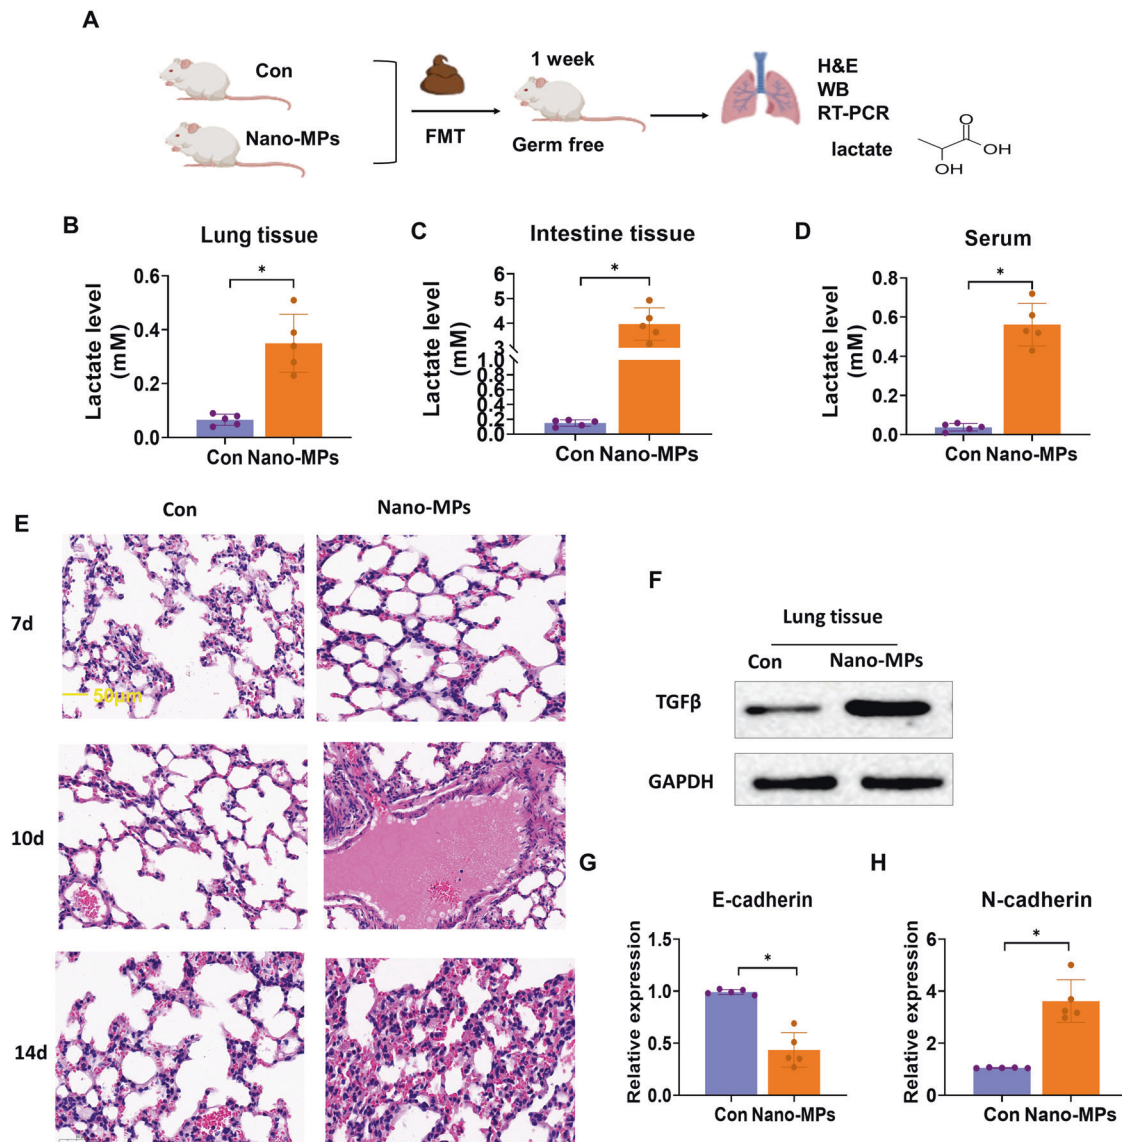 A
Con
Nano-MPs
FMT
1 week
Germ free
H&E
WB
RT-PCR
lactate
O
OH
OH
B
Lung tissue
Lactate level
(mM)
0.6
0.4
0.2
0.0
*
Con Nano-MPs
C
Intestine tissue
Lactate level
(mM)
6
5
4
3
1.0
0.8
0.6
0.4
0.2
0.0
*
Con Nano-MPs
D
Serum
Lactate level
(mM)
0.8
0.6
0.4
0.2
0.0
*
Con Nano-MPs
E
Con
Nano-MPs
7d
50μm
10d
14d
F
Lung tissue
Con
Nano-MPs
TGFβ
GAPDH
G
E-cadherin
Relative expression
1.5
1.0
0.5
0.0
*
Con Nano-MPs
H
N-cadherin
Relative expression
6
4
2
0
*
Con Nano-MPs